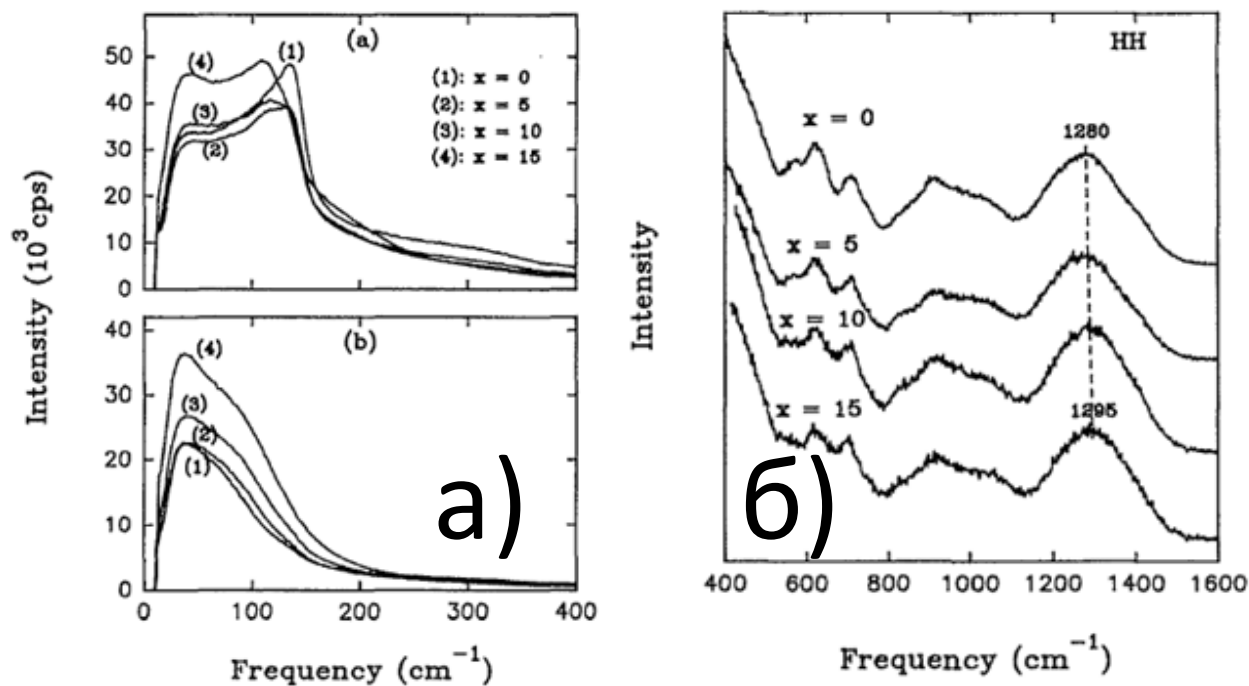 (a)
50
40
30
20
10
0
(4)
(1)
(3)
(2)
(1): x = 0
(2): x = 5
(3): x = 10
(4): x = 15
Intensity (10³ cps)
(b)
40
30
20
10
0
(4)
(3)
(2)
(1)
а)
0 100 200 300 400
Frequency (cm⁻¹)
HH
x = 0
1280
x = 5
x = 10
x = 15
1295
Intensity
б)
400 600 800 1000 1200 1400 1600
Frequency (cm⁻¹)